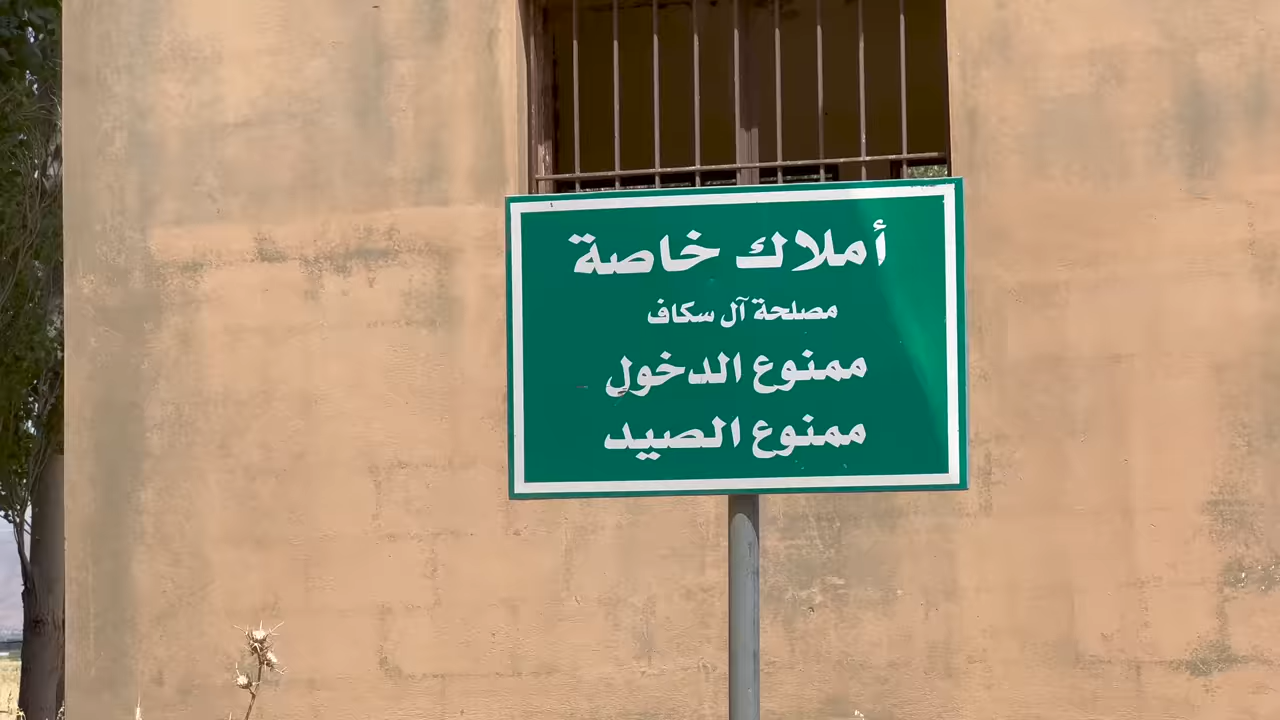 أملاك خاصة
مصلحة آل سكاف
ممنوع الدخول
ممنوع الصيد